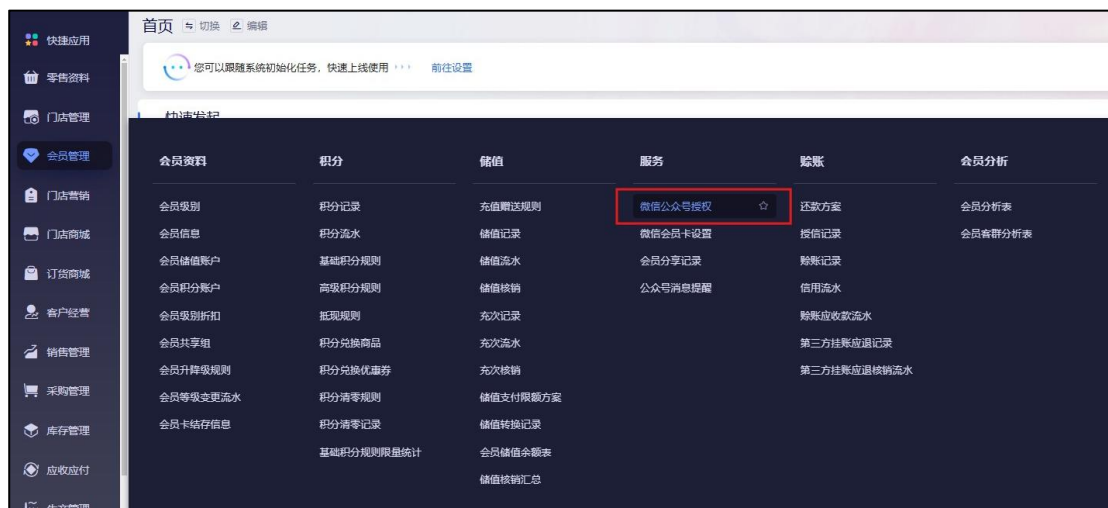 首页 切换 编辑
您可以跟随系统初始化任务，快速上线使用 前往设置
快速发起
快捷应用
零售资料
门店管理
会员管理
门店营销
门店商城
订货商城
客户经营
销售管理
采购管理
库存管理
应收应付
生产管理
会员资料
会员级别
会员信息
会员储值账户
会员积分账户
会员级别折扣
会员共享组
会员升降级规则
会员等级变更流水
会员卡结存信息
积分
积分记录
积分流水
基础积分规则
高级积分规则
抵现规则
积分兑换商品
积分兑换优惠券
积分清零规则
积分清零记录
基础积分规则限量统计
储值
充值赠送规则
储值记录
储值流水
储值核销
充次记录
充次流水
充次核销
储值支付限额方案
储值转换记录
会员储值余额表
储值核销汇总
服务
微信公众号授权
微信会员卡设置
会员分享记录
公众号消息提醒
赊账
还款方案
授信记录
赊账记录
信用流水
赊账应收款流水
第三方挂账应退记录
第三方挂账应退核销流水
会员分析
会员分析表
会员客群分析表